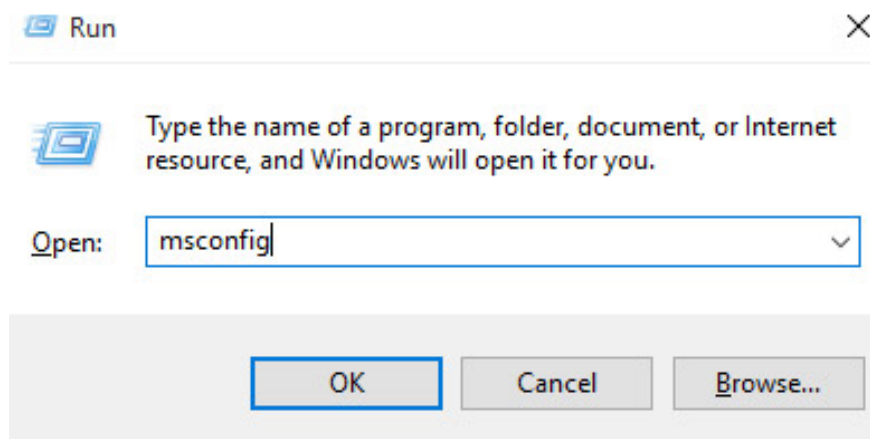 Run
Type the name of a program, folder, document, or Internet
resource, and Windows will open it for you.
Open: msconfig
OK Cancel Browse...